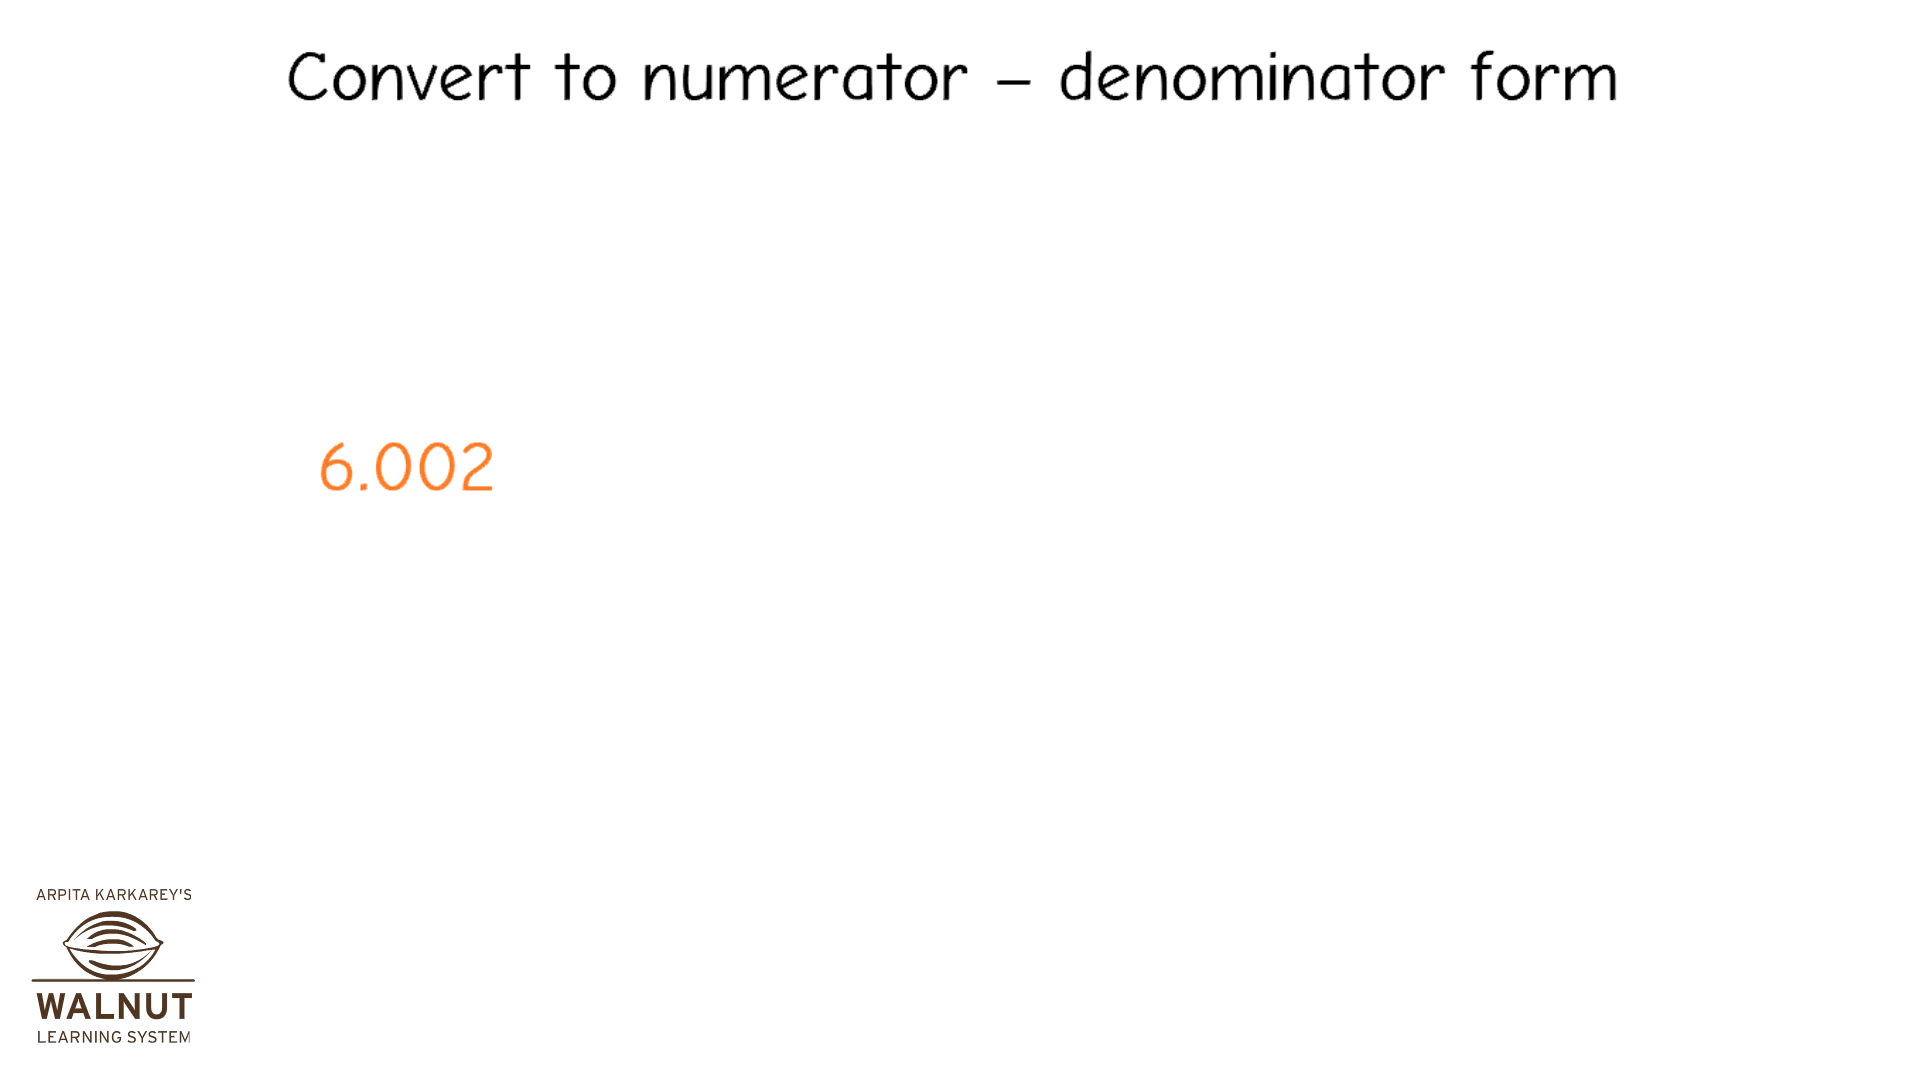 Convert to numerator – denominator form
6.002
ARPITA KARKAREY'S
WALNUT
LEARNING SYSTEM